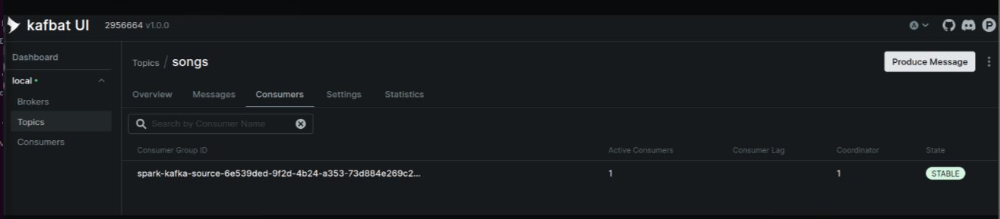 kafbat UI 2956664 v1.0.0
Dashboard
local
Brokers
Topics
Consumers
Topics / songs
Produce Message
Overview Messages Consumers Settings Statistics
Search by Consumer Name
Consumer Group ID Active Consumers Consumer Lag Coordinator State
spark-kafka-source-6e539ded-9f2d-4b24-a353-73d884e269c2... 1 1 STABLE